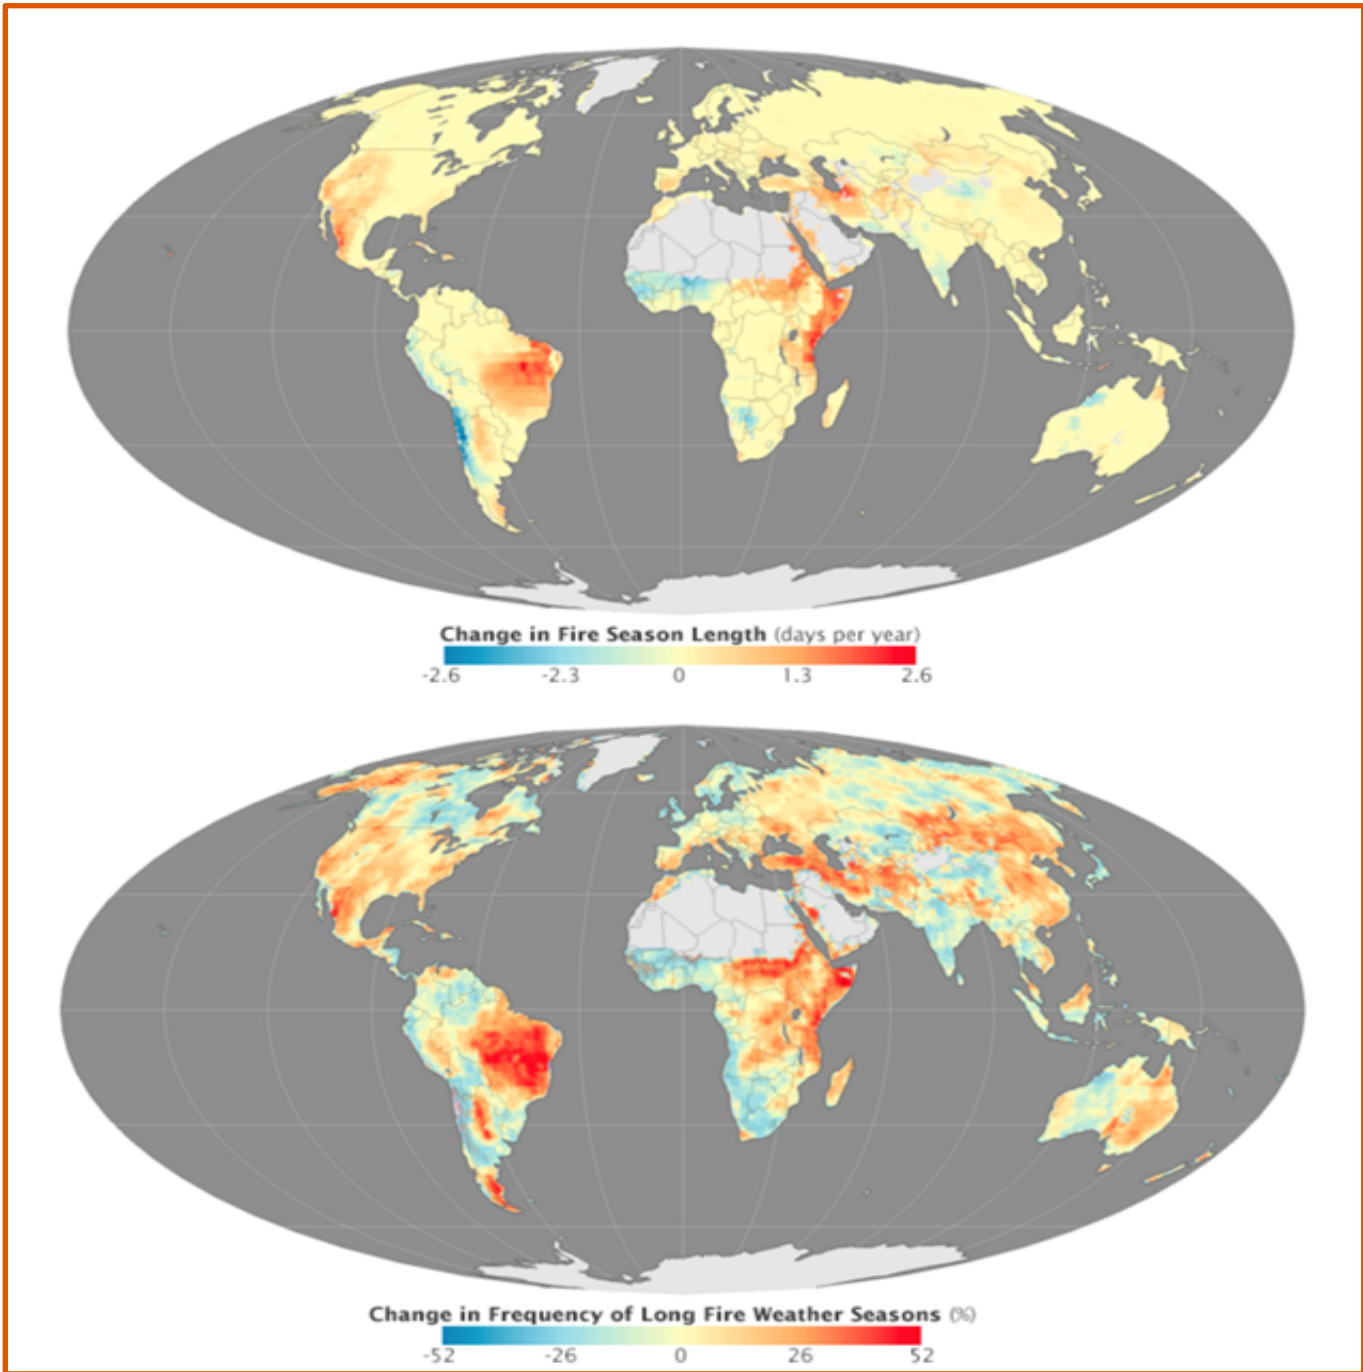 Change in Fire Season Length (days per year)
-2.6 -2.3 0 1.3 2.6
Change in Frequency of Long Fire Weather Seasons (%)
-52 -26 0 26 52